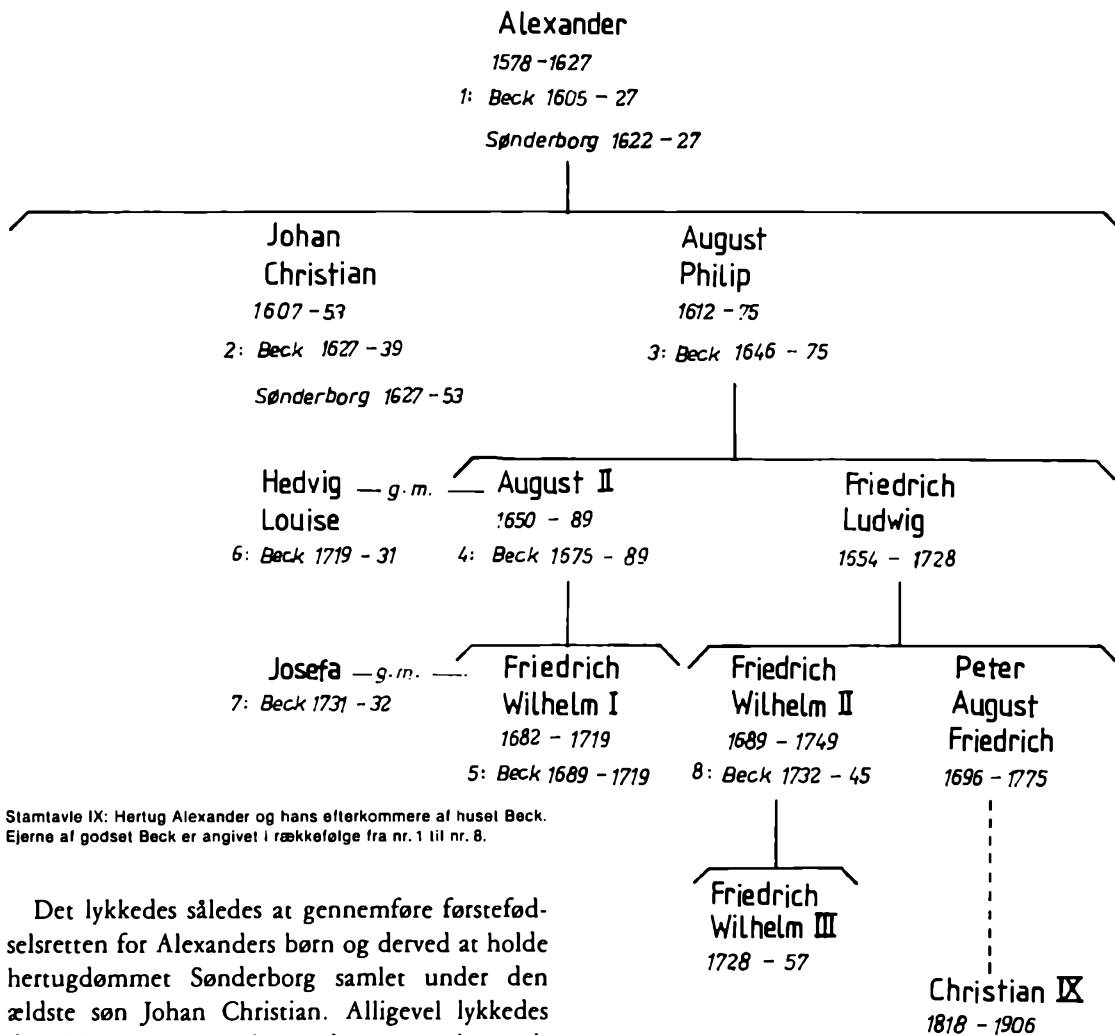 Alexander
1578 - 1627
1: Beck 1605 - 27
Sønderborg 1622 - 27
Johan
Christian
1607 - 53
2: Beck 1627 - 39
Sønderborg 1627 - 53
August
Philip
1612 - 75
3: Beck 1646 - 75
Hedvig — g.m. — August II
Louise
6: Beck 1719 - 31
1650 - 89
4: Beck 1675 - 89
Friedrich
Ludwig
1654 - 1728
Josefa — g.m. — Friedrich
Wilhelm I
7: Beck 1731 - 32
1682 - 1719
5: Beck 1689 - 1719
Friedrich
Wilhelm II
1689 - 1749
8: Beck 1732 - 45
Peter
August
Friedrich
1696 - 1775
Friedrich
Wilhelm III
1728 - 57
Christian IX
1818 - 1906
Stamtavle IX: Hertug Alexander og hans efterkommere af huset Beck.
Ejerne af godset Beck er angivet i rækkefølge fra nr. 1 til nr. 8.
Det lykkedes således at gennemføre førstefød-
selsretten for Alexanders børn og derved at holde
hertugdømmet Sønderborg samlet under den
ældste søn Johan Christian. Alligevel lykkedes